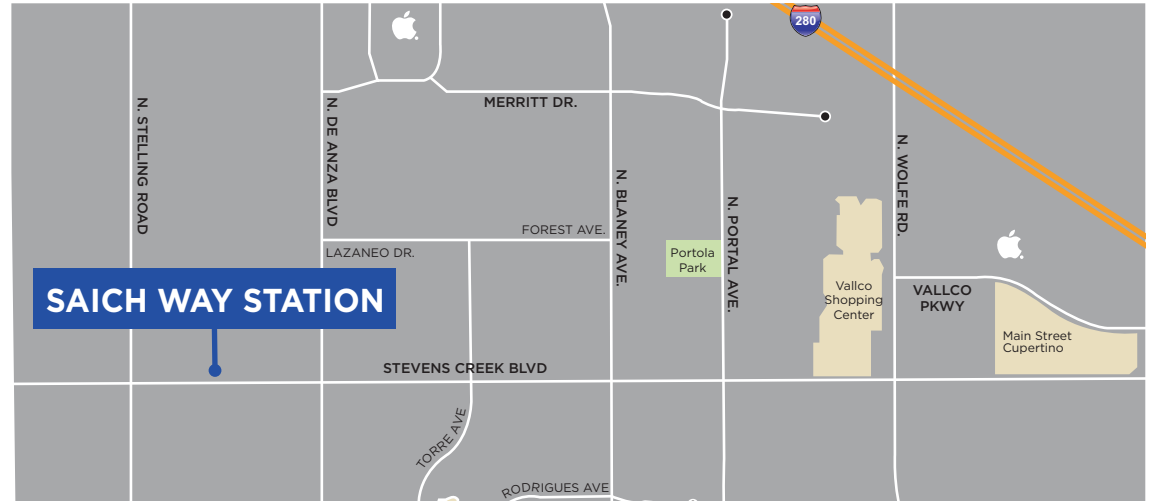 280
MERRITT DR.
N. STELLING ROAD
N. DE ANZA BLVD
N. BLANEY AVE.
N. PORTAL AVE.
N. WOLFE RD.
FOREST AVE.
LAZANEO DR.
Portola
Park
SAICH WAY STATION
Vallco
Shopping
Center
VALLCO
PKWY
Main Street
Cupertino
STEVENS CREEK BLVD
TORRE AVE
RODRIGUES AVE